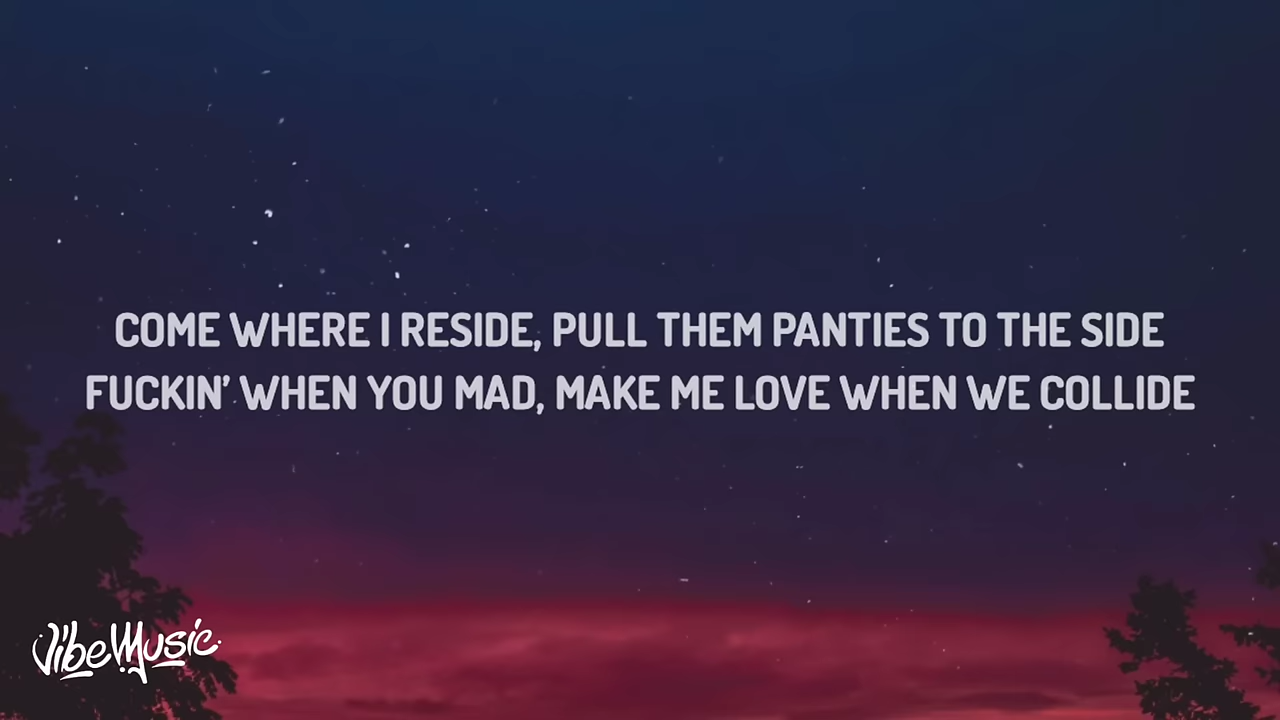 COME WHERE I RESIDE, PULL THEM PANTIES TO THE SIDE
FUCKIN' WHEN YOU MAD, MAKE ME LOVE WHEN WE COLLIDE
VibeMusic